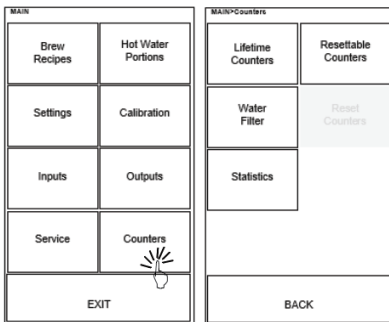 MAIN
Brew
Recipes
Hot Water
Portions
Settings
Calibration
Inputs
Outputs
Service
Counters
EXIT
MAIN>Counters
Lifetime
Counters
Resettable
Counters
Water
Filter
Reset
Counters
Statistics
BACK